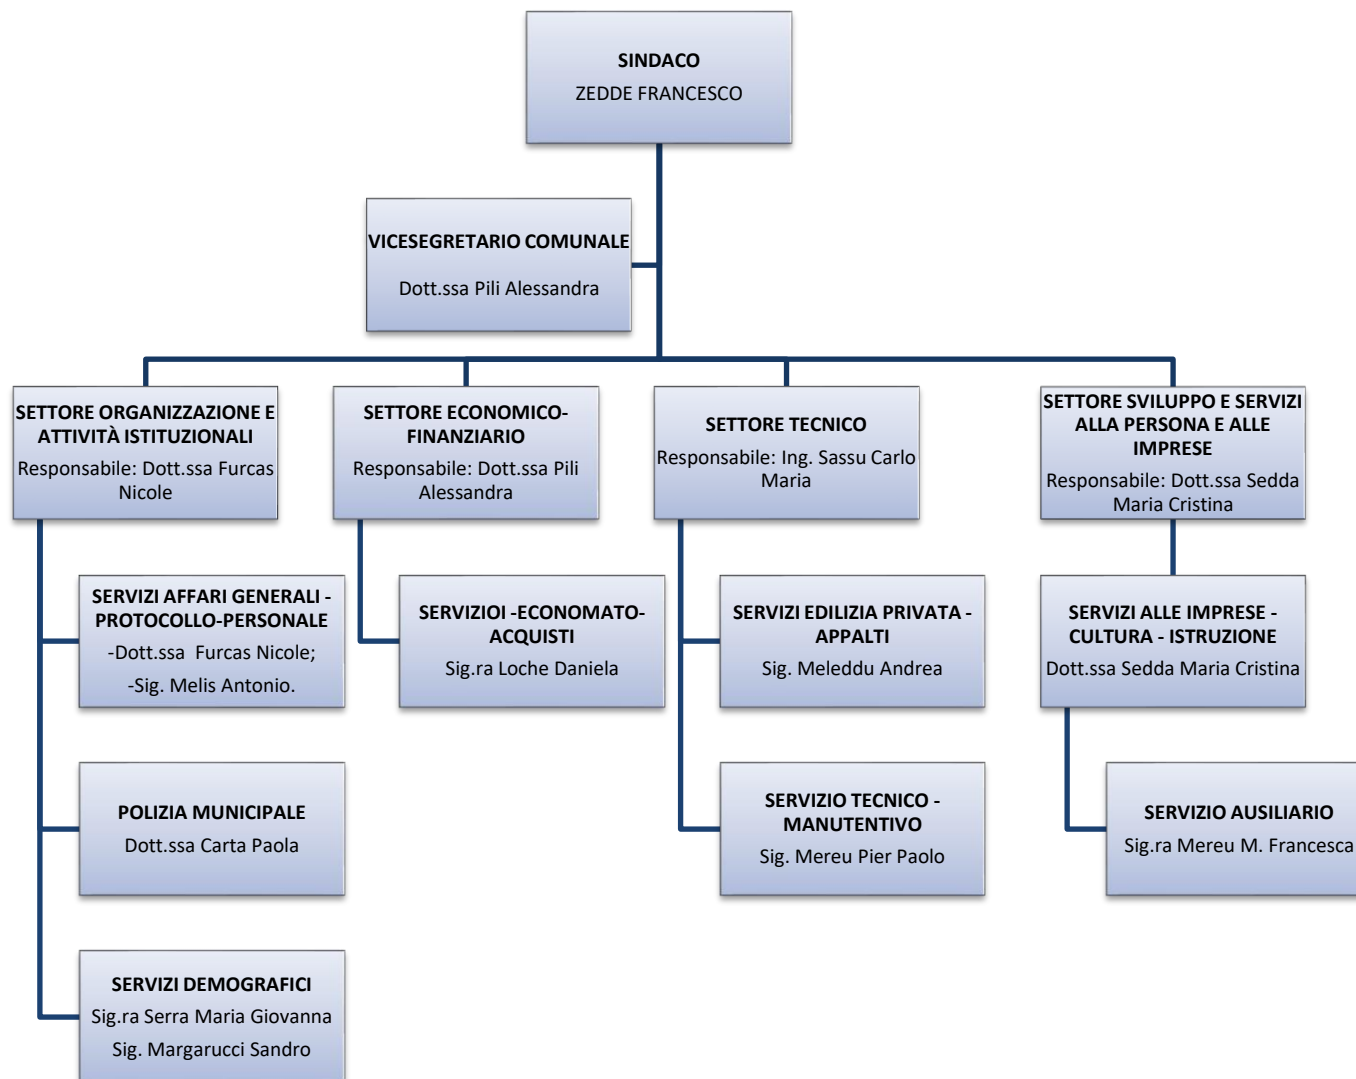 SINDACO
ZEDDE FRANCESCO
VICESEGRETARIO COMUNALE
Dott.ssa Pili Alessandra
SETTORE ORGANIZZAZIONE E
ATTIVITÀ ISTITUZIONALI
Responsabile: Dott.ssa Furcas
Nicole
SETTORE ECONOMICO-
FINANZIARIO
Responsabile: Dott.ssa Pili
Alessandra
SETTORE TECNICO
Responsabile: Ing. Sassu Carlo
Maria
SETTORE SVILUPPO E SERVIZI
ALLA PERSONA E ALLE
IMPRESE
Responsabile: Dott.ssa Sedda
Maria Cristina
SERVIZI AFFARI GENERALI -
PROTOCOLLO-PERSONALE
-Dott.ssa Furcas Nicole;
-Sig. Melis Antonio.
SERVIZIOI -ECONOMATO-
ACQUISTI
Sig.ra Loche Daniela
SERVIZI EDILIZIA PRIVATA -
APPALTI
Sig. Meleddu Andrea
SERVIZI ALLE IMPRESE -
CULTURA - ISTRUZIONE
Dott.ssa Sedda Maria Cristina
POLIZIA MUNICIPALE
Dott.ssa Carta Paola
SERVIZIO TECNICO -
MANUTENTIVO
Sig. Mereu Pier Paolo
SERVIZIO AUSILIARIO
Sig.ra Mereu M. Francesca
SERVIZI DEMOGRAFICI
Sig.ra Serra Maria Giovanna
Sig. Margarucci Sandro